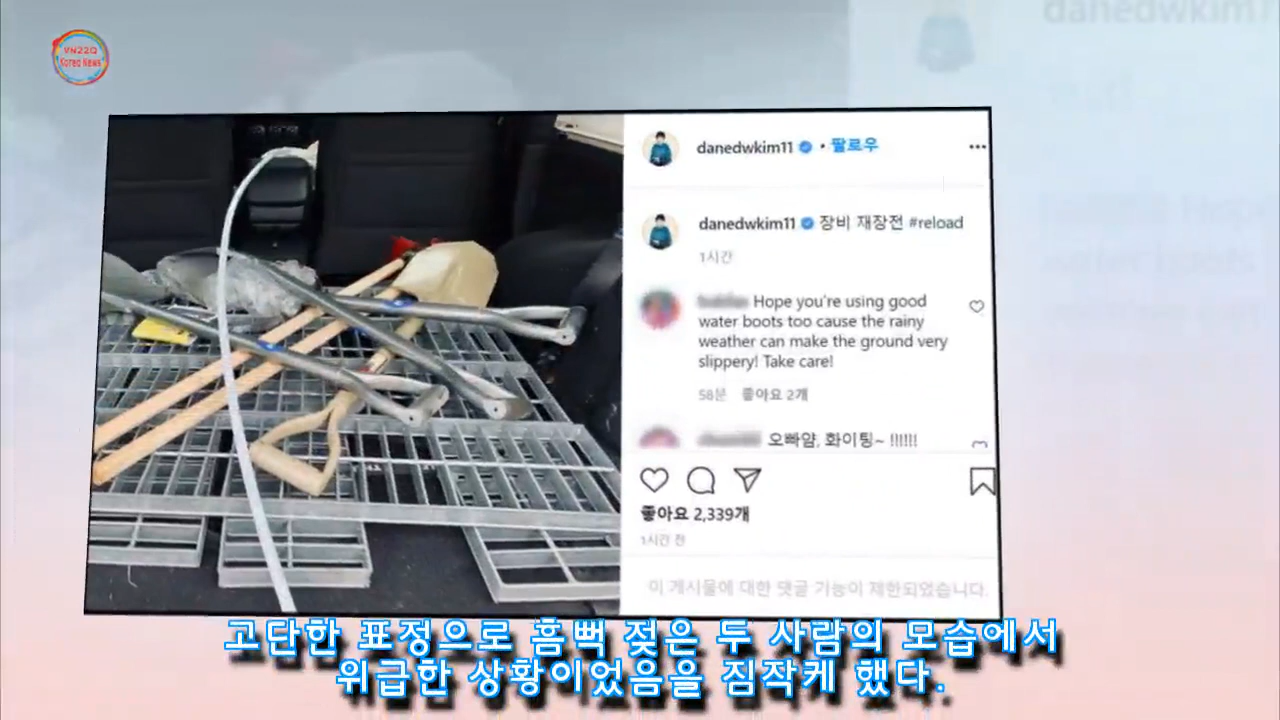 VN22Q
Korea News
danedwkim11
danedwkim11 • 팔로우
danedwkim11 장비 재장전 #reload
1시간
Hope you're using good
water boots too cause the rainy
weather can make the ground very
slippery! Take care!
58분 좋아요 2개
오빠얌, 화이팅~ !!!!!!
좋아요 2,339개
1시간 전
이 게시물에 대한 댓글 기능이 제한되었습니다.
고단한 표정으로 흠뻑 젖은 두 사람의 모습에서
위급한 상황이었음을 짐작케 했다.